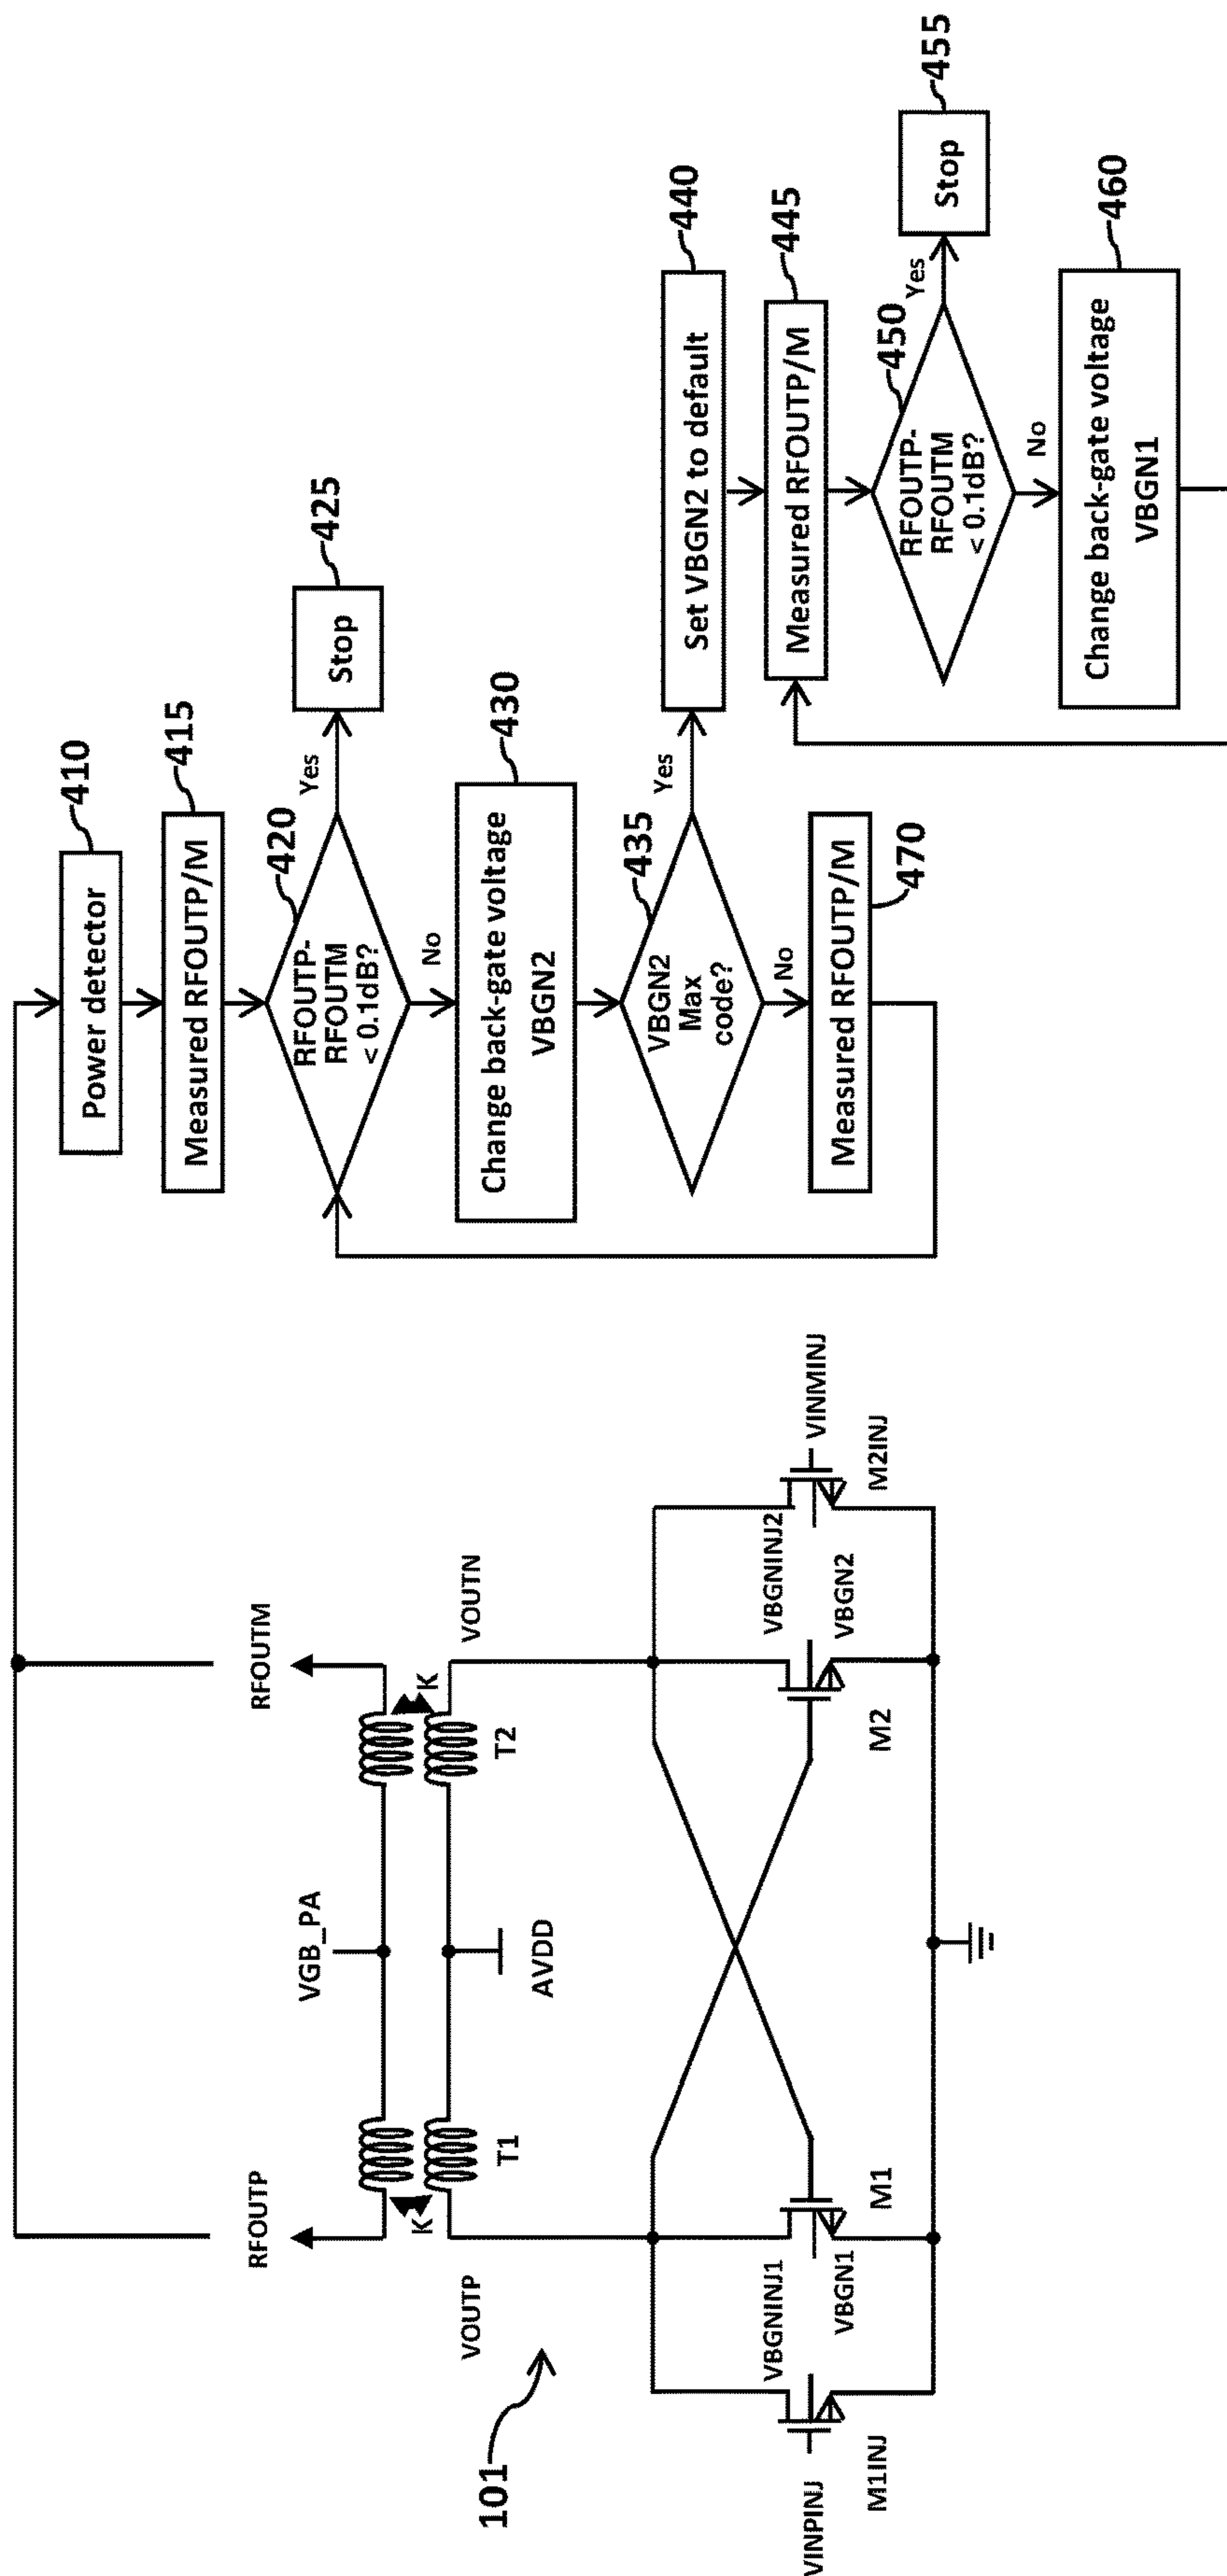 101
RFOUTP
RFOUTM
VGB_PA
K
K
VOUTP
T1
AVDD
T2
VOUTN
VINPINJ
M1INJ
VBGNINJ1
VBGN1
M1
M2
VBGNINJ2
VBGN2
VINMINJ
M2INJ
Power detector
410
Measured RFOUTP/M
415
RFOUTP-
RFOUTM
< 0.1dB?
420
Yes
Stop
425
No
Change back-gate voltage
VBGN2
430
VBGN2
Max
code?
435
Yes
No
Measured RFOUTP/M
470
Set VBGN2 to default
440
Measured RFOUTP/M
445
RFOUTP-
RFOUTM
< 0.1dB?
450
Yes
Stop
455
No
Change back-gate voltage
VBGN1
460